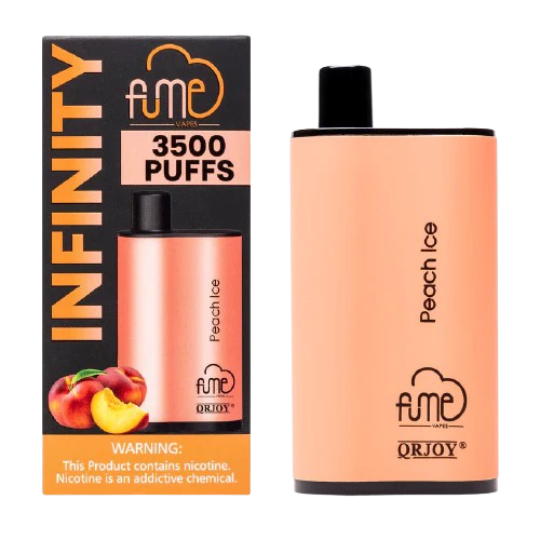 INFINITY
fume
VAPES
3500
PUFFS
Peach Ice
fume
VAPES
QRJOY®
WARNING:
This Product contains nicotine.
Nicotine is an addictive chemical.
Peach Ice
fume
VAPES
QRJOY®